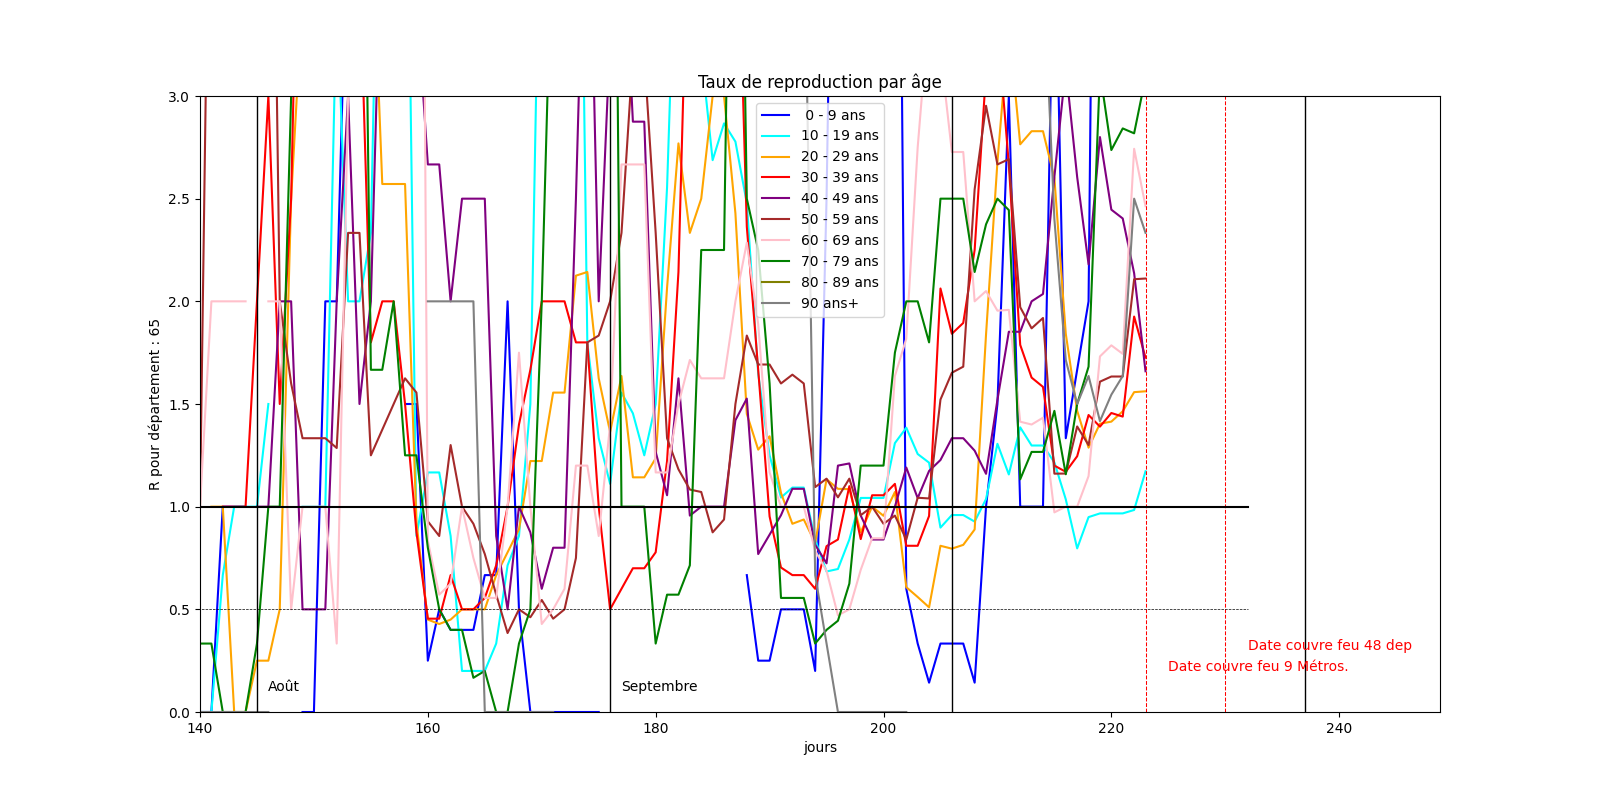 Taux de reproduction par âge
R pour département : 65
3.0
2.5
2.0
1.5
1.0
0.5
0.0
0 - 9 ans
10 - 19 ans
20 - 29 ans
30 - 39 ans
40 - 49 ans
50 - 59 ans
60 - 69 ans
70 - 79 ans
80 - 89 ans
90 ans+
Date couvre feu 48 dep
Date couvre feu 9 Métros.
Août
Septembre
140
160
180
200
220
240
jours